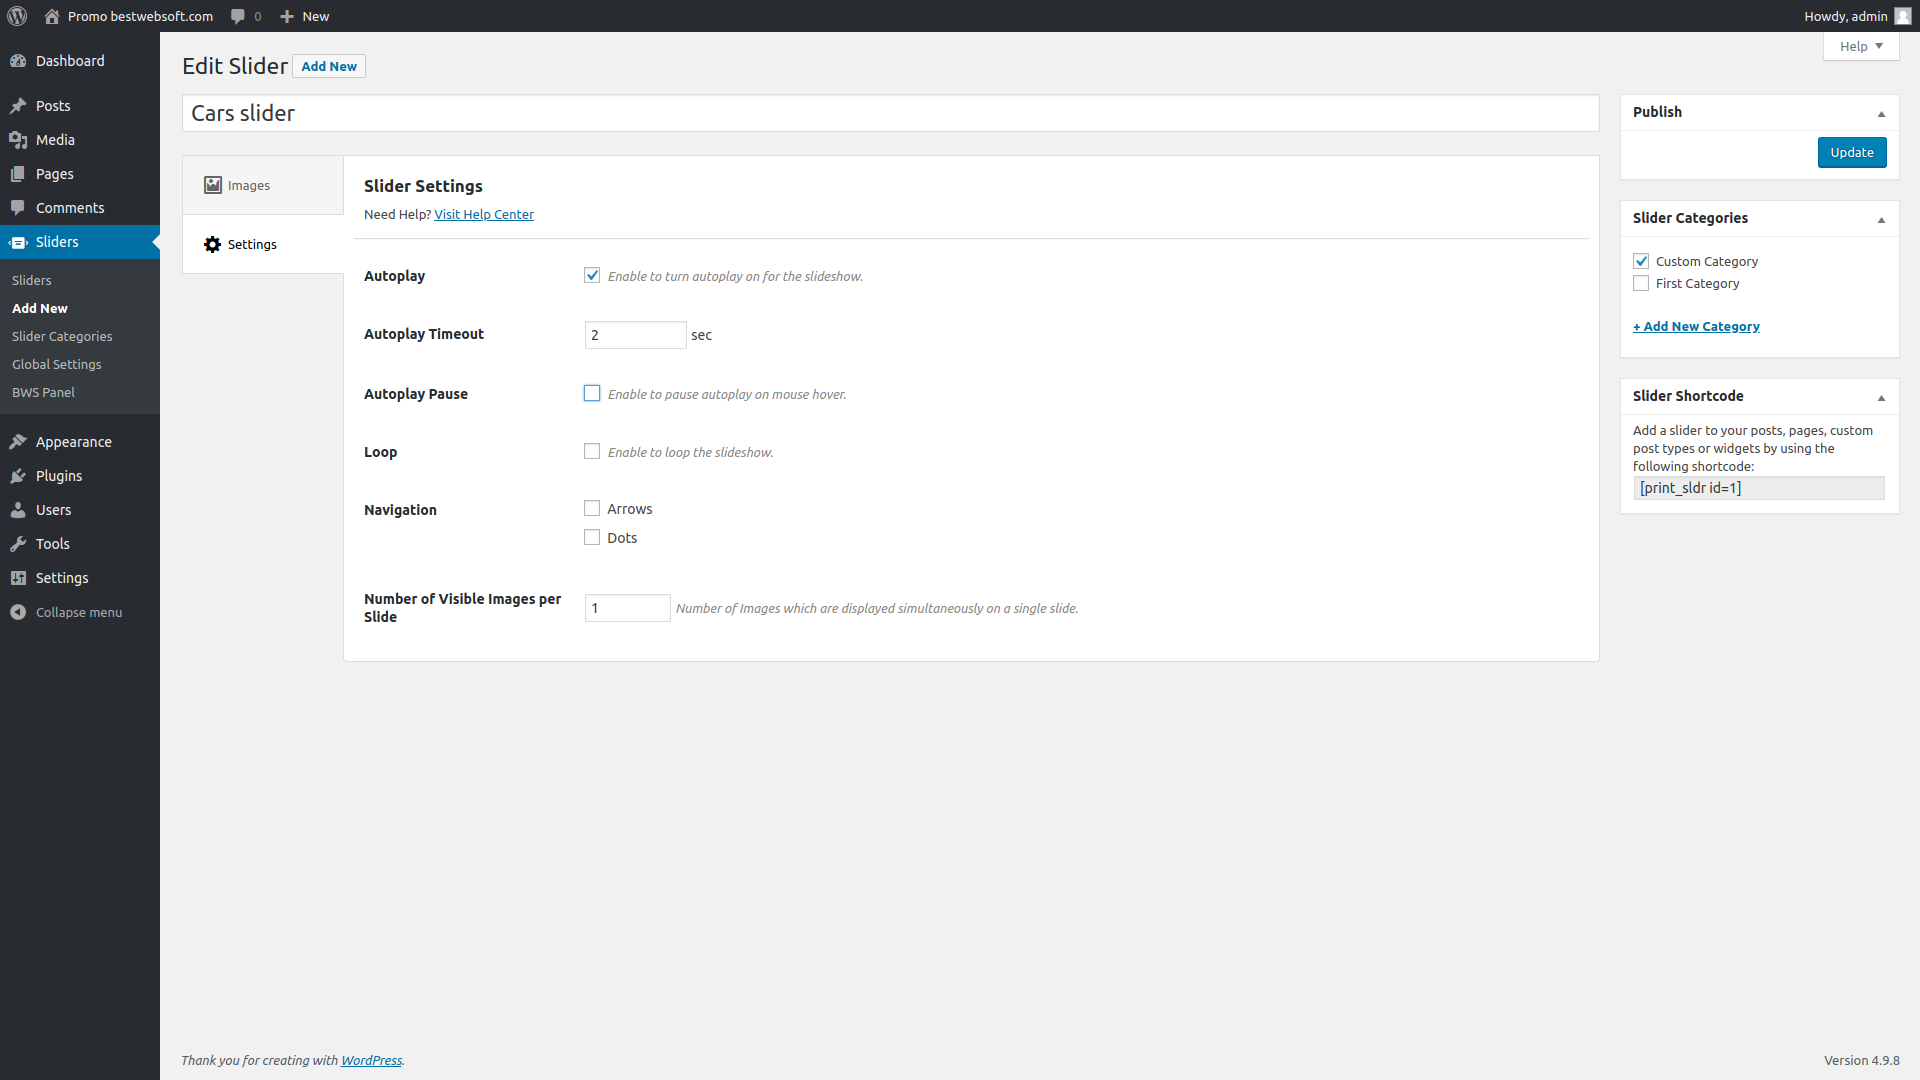 Promo bestwebsoft.com
0
New
Howdy, admin
Help
Dashboard
Posts
Media
Pages
Comments
Sliders
Sliders
Add New
Slider Categories
Global Settings
BWS Panel
Appearance
Plugins
Users
Tools
Settings
Collapse menu
Edit Slider
Add New
Cars slider
Images
Settings
Slider Settings
Need Help? Visit Help Center
Autoplay
Enable to turn autoplay on for the slideshow.
Autoplay Timeout
2
sec
Autoplay Pause
Enable to pause autoplay on mouse hover.
Loop
Enable to loop the slideshow.
Navigation
Arrows
Dots
Number of Visible Images per
Slide
1
Number of Images which are displayed simultaneously on a single slide.
Publish
Update
Slider Categories
Custom Category
First Category
+ Add New Category
Slider Shortcode
Add a slider to your posts, pages, custom
post types or widgets by using the
following shortcode:
[print_sldr id=1]
Thank you for creating with WordPress.
Version 4.9.8